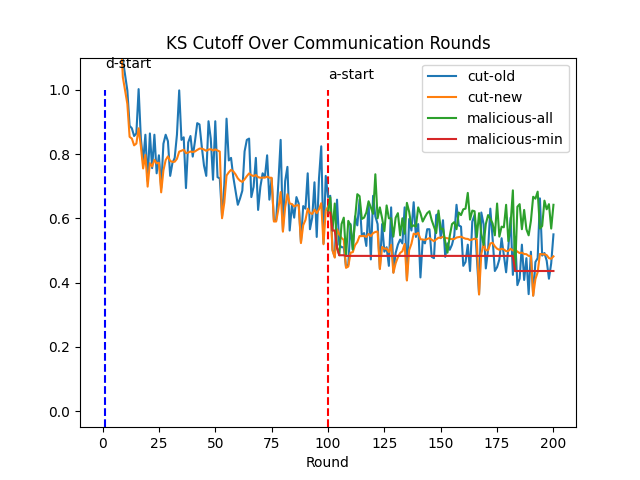 KS Cutoff Over Communication Rounds
d-start
a-start
cut-old
cut-new
malicious-all
malicious-min
1.0
0.8
0.6
0.4
0.2
0.0
0 25 50 75 100 125 150 175 200
Round